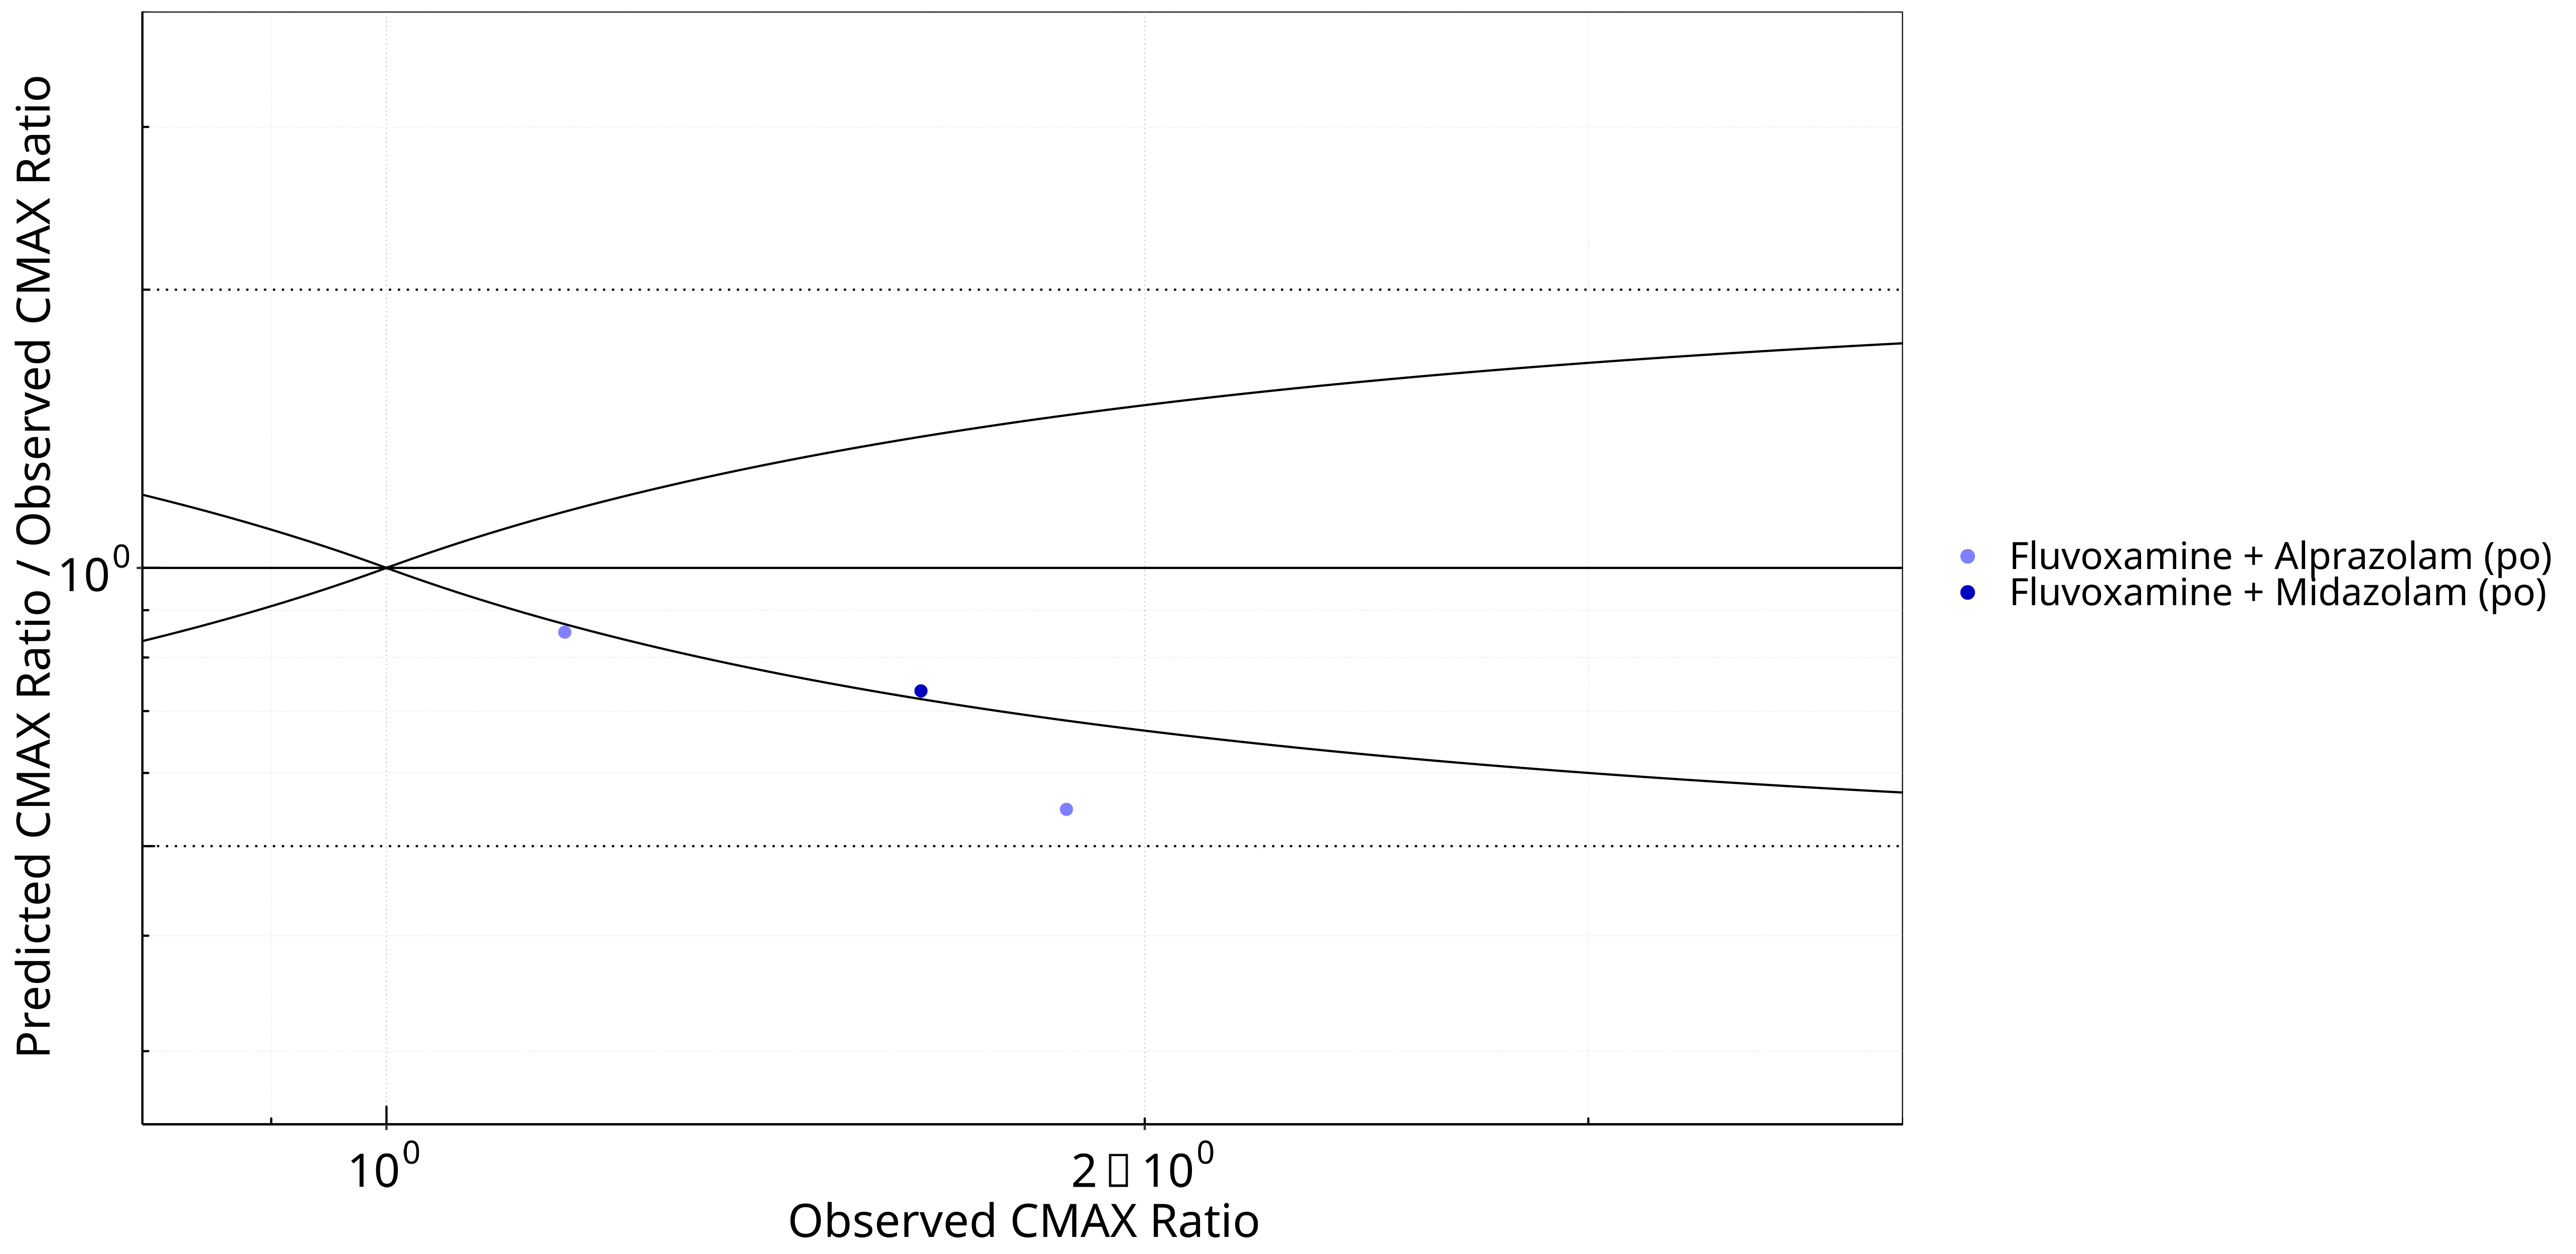 Predicted CMAX Ratio / Observed CMAX Ratio
10⁰
10⁰
2 ▯ 10⁰
Observed CMAX Ratio
Fluvoxamine + Alprazolam (po)
Fluvoxamine + Midazolam (po)